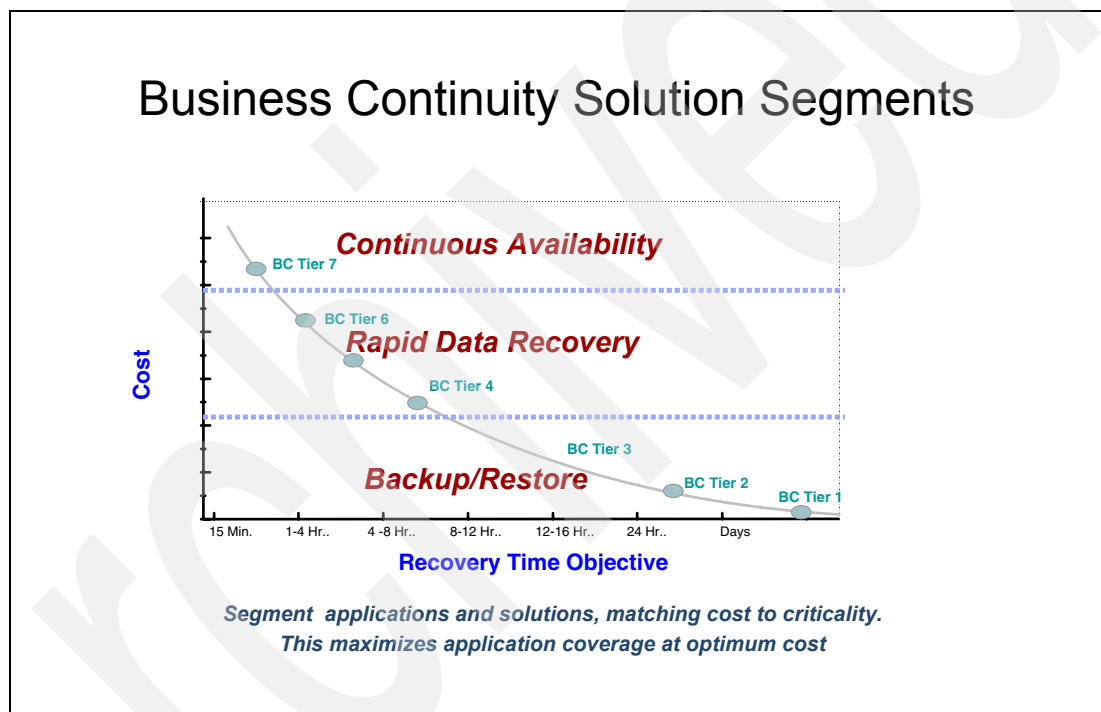 Business Continuity Solution Segments
Continuous Availability
BC Tier 7
BC Tier 6
Rapid Data Recovery
BC Tier 4
Cost
BC Tier 3
Backup/Restore
BC Tier 2
BC Tier 1
15 Min.
1-4 Hr..
4 -8 Hr..
8-12 Hr..
12-16 Hr..
24 Hr..
Days
Recovery Time Objective
Segment applications and solutions, matching cost to criticality.
This maximizes application coverage at optimum cost
rchived